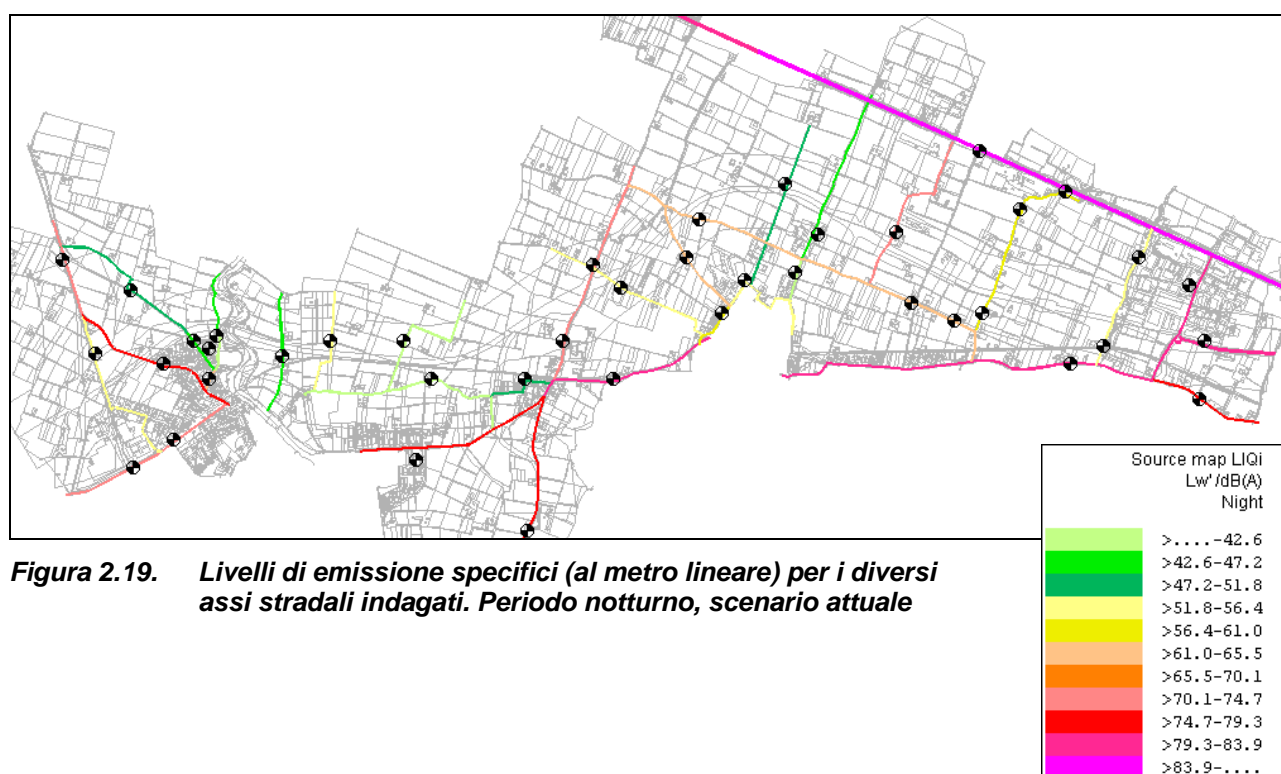 Source map LIQi
Lw'/dB(A)
Night
>....-42.6
>42.6-47.2
>47.2-51.8
>51.8-56.4
>56.4-61.0
>61.0-65.5
>65.5-70.1
>70.1-74.7
>74.7-79.3
>79.3-83.9
>83.9-....
Figura 2.19. Livelli di emissione specifici (al metro lineare) per i diversi
assi stradali indagati. Periodo notturno, scenario attuale